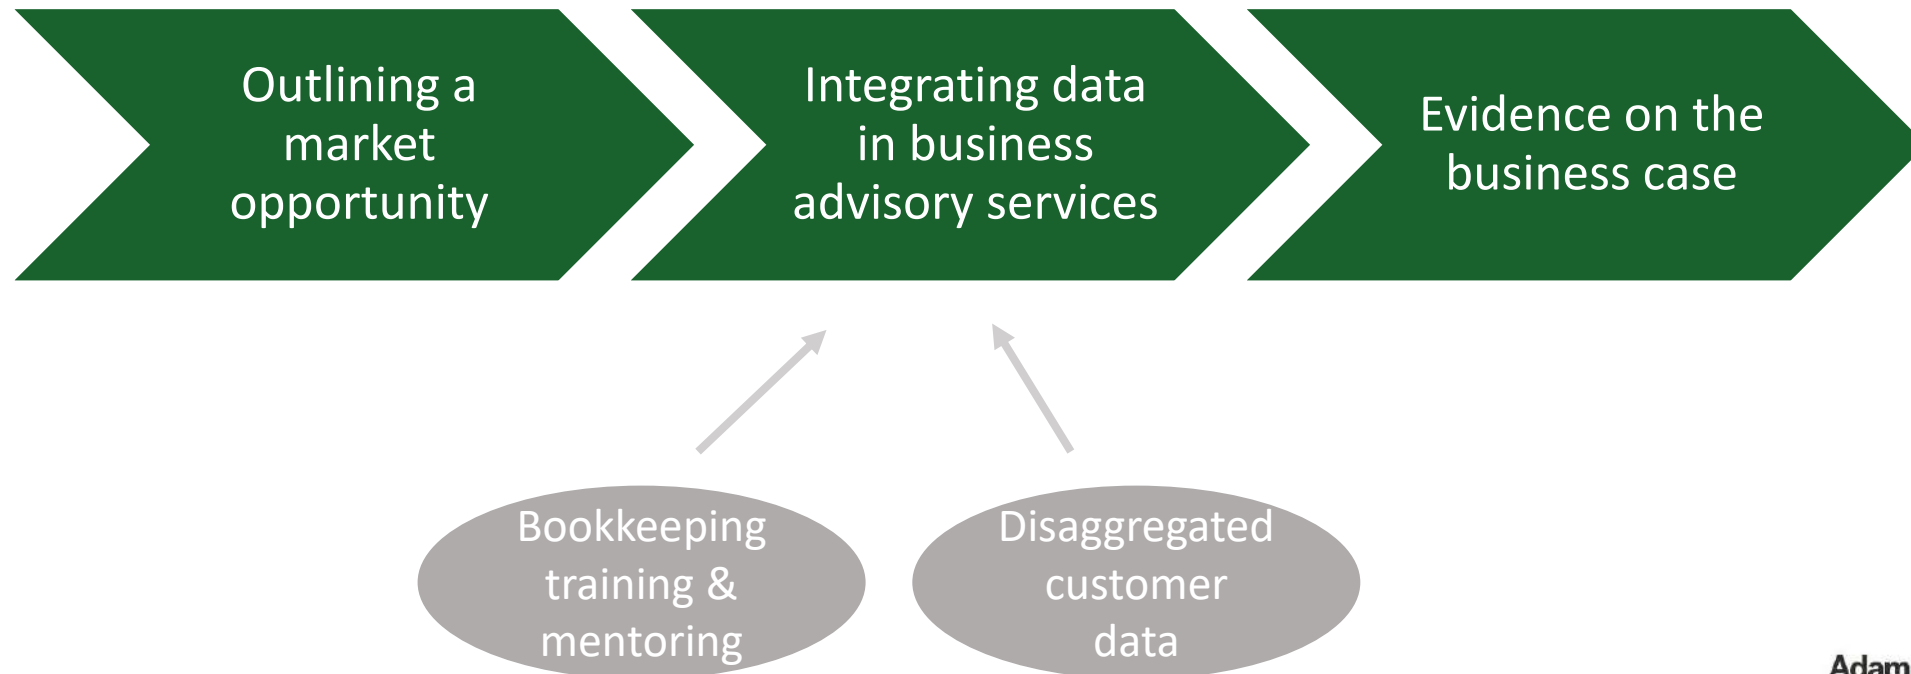 Outlining a
market
opportunity
Integrating data
in business
advisory services
Evidence on the
business case
Bookkeeping
training &
mentoring
Disaggregated
customer
data
Adam